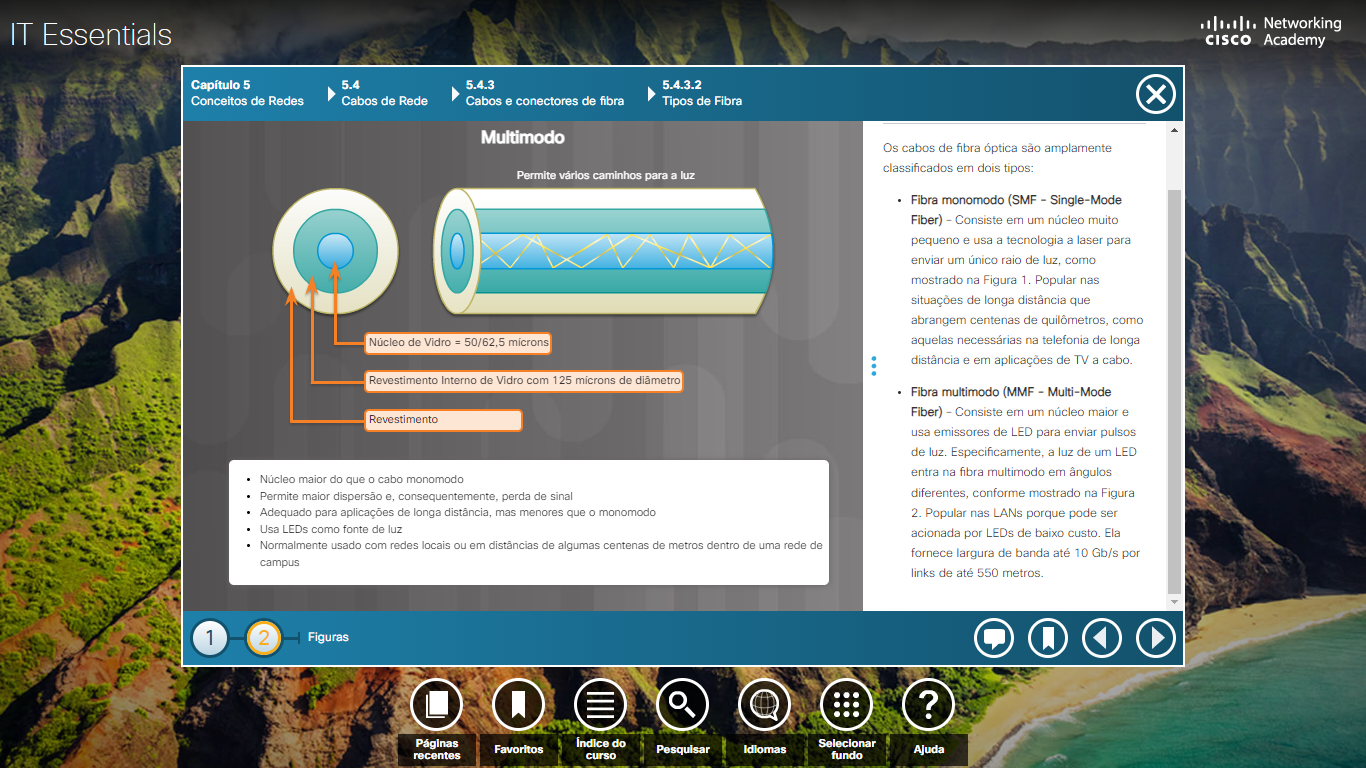 IT Essentials
Networking
CISCO Academy
Capítulo 5
Conceitos de Redes
5.4
Cabos de Rede
5.4.3
Cabos e conectores de fibra
5.4.3.2
Tipos de Fibra
Multimodo
Permite vários caminhos para a luz
Núcleo de Vidro = 50/62,5 mícrons
Revestimento Interno de Vidro com 125 mícrons de diâmetro
Revestimento
• Núcleo maior do que o cabo monomodo
• Permite maior dispersão e, consequentemente, perda de sinal
• Adequado para aplicações de longa distância, mas menores que o monomodo
• Usa LEDs como fonte de luz
• Normalmente usado com redes locais ou em distâncias de algumas centenas de metros dentro de uma rede de
campus
Os cabos de fibra óptica são amplamente
classificados em dois tipos:
• Fibra monomodo (SMF - Single-Mode
Fiber) – Consiste em um núcleo muito
pequeno e usa a tecnologia a laser para
enviar um único raio de luz, como
mostrado na Figura 1. Popular nas
situações de longa distância que
abrangem centenas de quilômetros, como
aquelas necessárias na telefonia de longa
distância e em aplicações de TV a cabo.
• Fibra multimodo (MMF - Multi-Mode
Fiber) – Consiste em um núcleo maior e
usa emissores de LED para enviar pulsos
de luz. Especificamente, a luz de um LED
entra na fibra multimodo em ângulos
diferentes, conforme mostrado na Figura
2. Popular nas LANs porque pode ser
acionada por LEDs de baixo custo. Ela
fornece largura de banda até 10 Gb/s por
links de até 550 metros.
1 2 Figuras
Páginas
recentes
Favoritos
Índice do
curso
Pesquisar
Idiomas
Selecionar
fundo
Ajuda